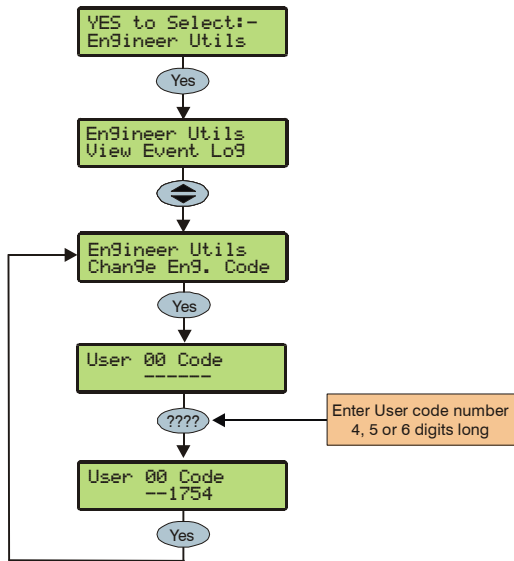 YES to Select:-
Engineer Utils
Yes
Engineer Utils
View Event Log
Engineer Utils
Change Eng. Code
Yes
User 00 Code
------
????
Enter User code number
4, 5 or 6 digits long
User 00 Code
--1754
Yes